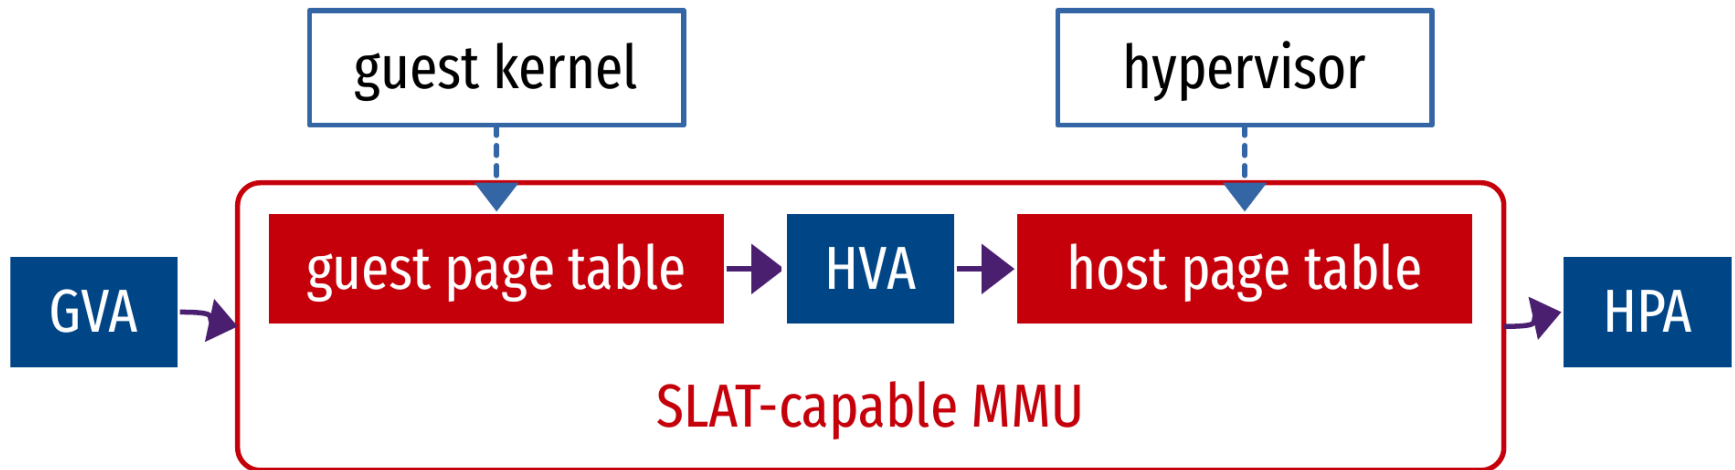 guest kernel
hypervisor
GVA
guest page table
HVA
host page table
HPA
SLAT-capable MMU